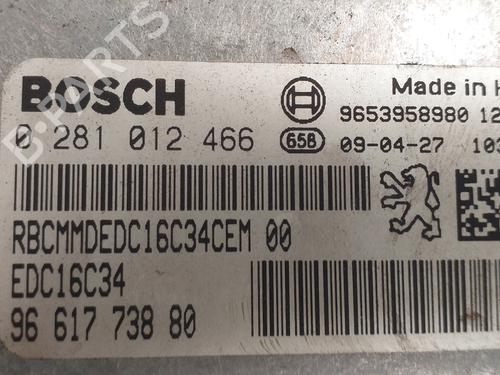 BOSCH
Made in H
9653958980 12
0 281 012 466
658
09-04-27 103
RBCMMDEDC16C34CEM 00
EDC16C34
96 617 738 80
B-PARTS